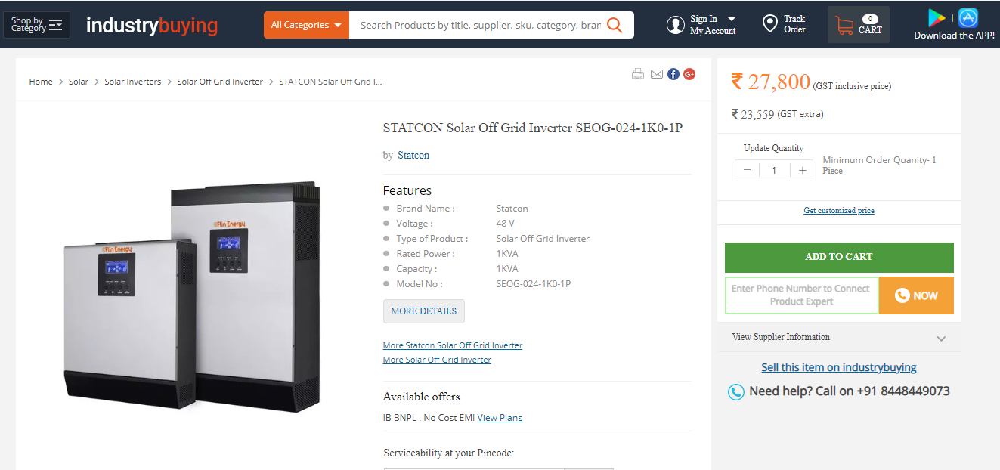 Shop by
Category
industrybuying
All Categories
Search Products by title, supplier, sku, category, bran
Sign In
My Account
Track
Order
0
CART
Download the APP!
Home > Solar > Solar Inverters > Solar Off Grid Inverter > STATCON Solar Off Grid I...
₹ 27,800 (GST inclusive price)
₹ 23,559 (GST extra)
Update Quantity
− 1 +
Minimum Order Quanity- 1
Piece
Get customized price
ADD TO CART
Enter Phone Number to Connect
Product Expert
NOW
View Supplier Information
Sell this item on industrybuying
Need help? Call on +91 8448449073
STATCON Solar Off Grid Inverter SEOG-024-1K0-1P
by Statcon
Features
Brand Name : Statcon
Voltage : 48 V
Type of Product : Solar Off Grid Inverter
Rated Power : 1KVA
Capacity : 1KVA
Model No : SEOG-024-1K0-1P
MORE DETAILS
More Statcon Solar Off Grid Inverter
More Solar Off Grid Inverter
Available offers
IB BNPL , No Cost EMI View Plans
Serviceability at your Pincode:
Flin Energy
Flin Energy